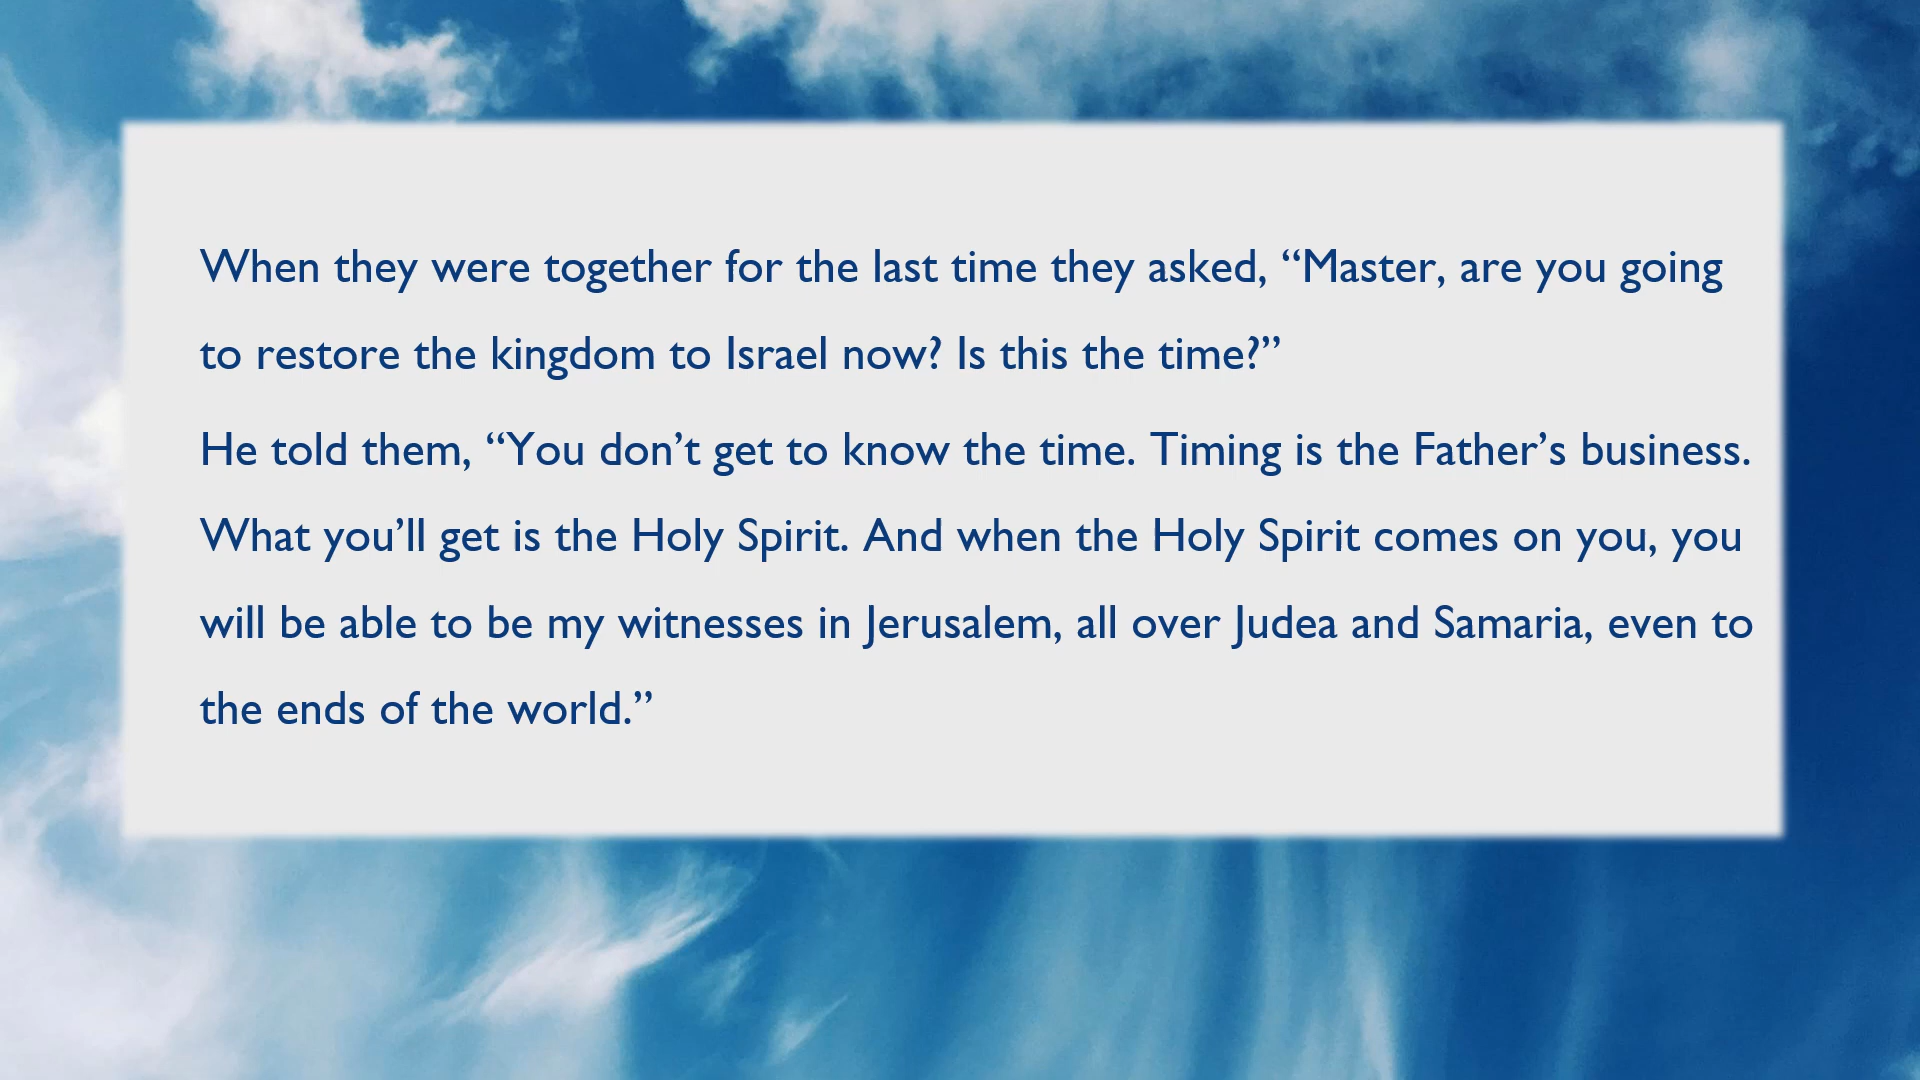 When they were together for the last time they asked, “Master, are you going
to restore the kingdom to Israel now? Is this the time?”
He told them, “You don’t get to know the time. Timing is the Father’s business.
What you’ll get is the Holy Spirit. And when the Holy Spirit comes on you, you
will be able to be my witnesses in Jerusalem, all over Judea and Samaria, even to
the ends of the world.”